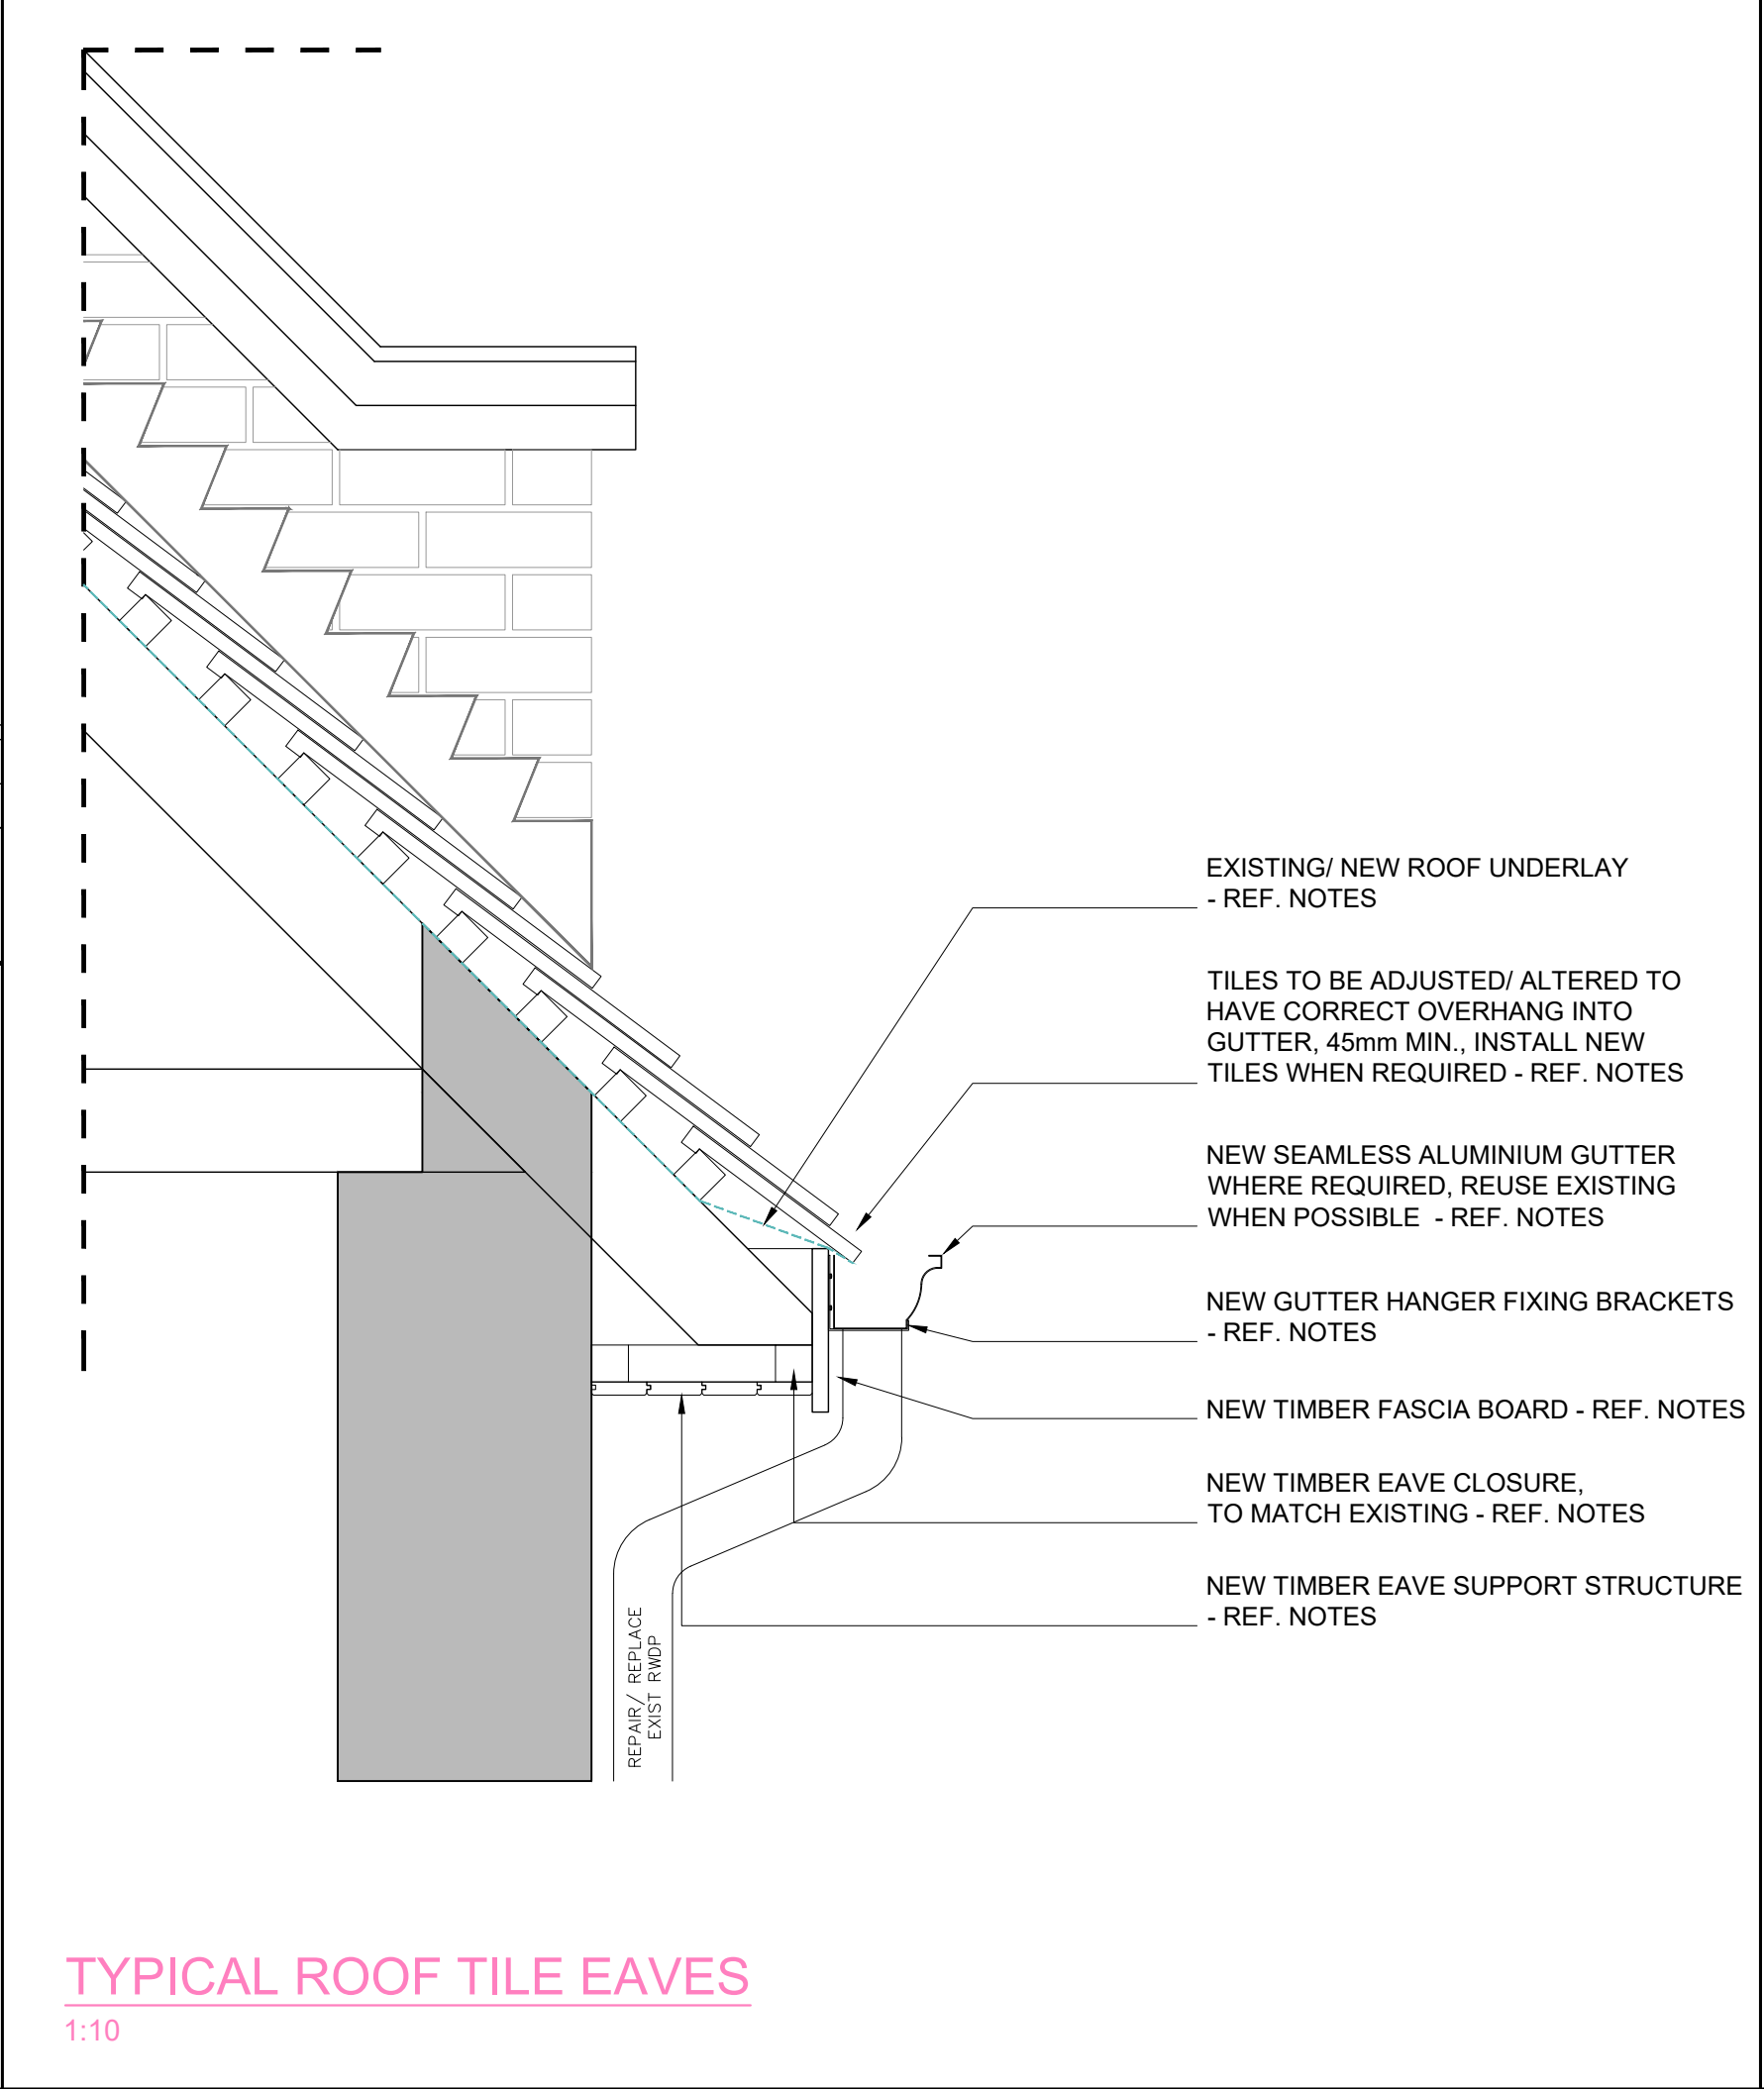 EXISTING/ NEW ROOF UNDERLAY
- REF. NOTES
TILES TO BE ADJUSTED/ ALTERED TO
HAVE CORRECT OVERHANG INTO
GUTTER, 45mm MIN., INSTALL NEW
TILES WHEN REQUIRED - REF. NOTES
NEW SEAMLESS ALUMINIUM GUTTER
WHERE REQUIRED, REUSE EXISTING
WHEN POSSIBLE - REF. NOTES
NEW GUTTER HANGER FIXING BRACKETS
- REF. NOTES
NEW TIMBER FASCIA BOARD - REF. NOTES
NEW TIMBER EAVE CLOSURE,
TO MATCH EXISTING - REF. NOTES
NEW TIMBER EAVE SUPPORT STRUCTURE
- REF. NOTES
REPAIR/ REPLACE
EXIST RWDP
TYPICAL ROOF TILE EAVES
1:10